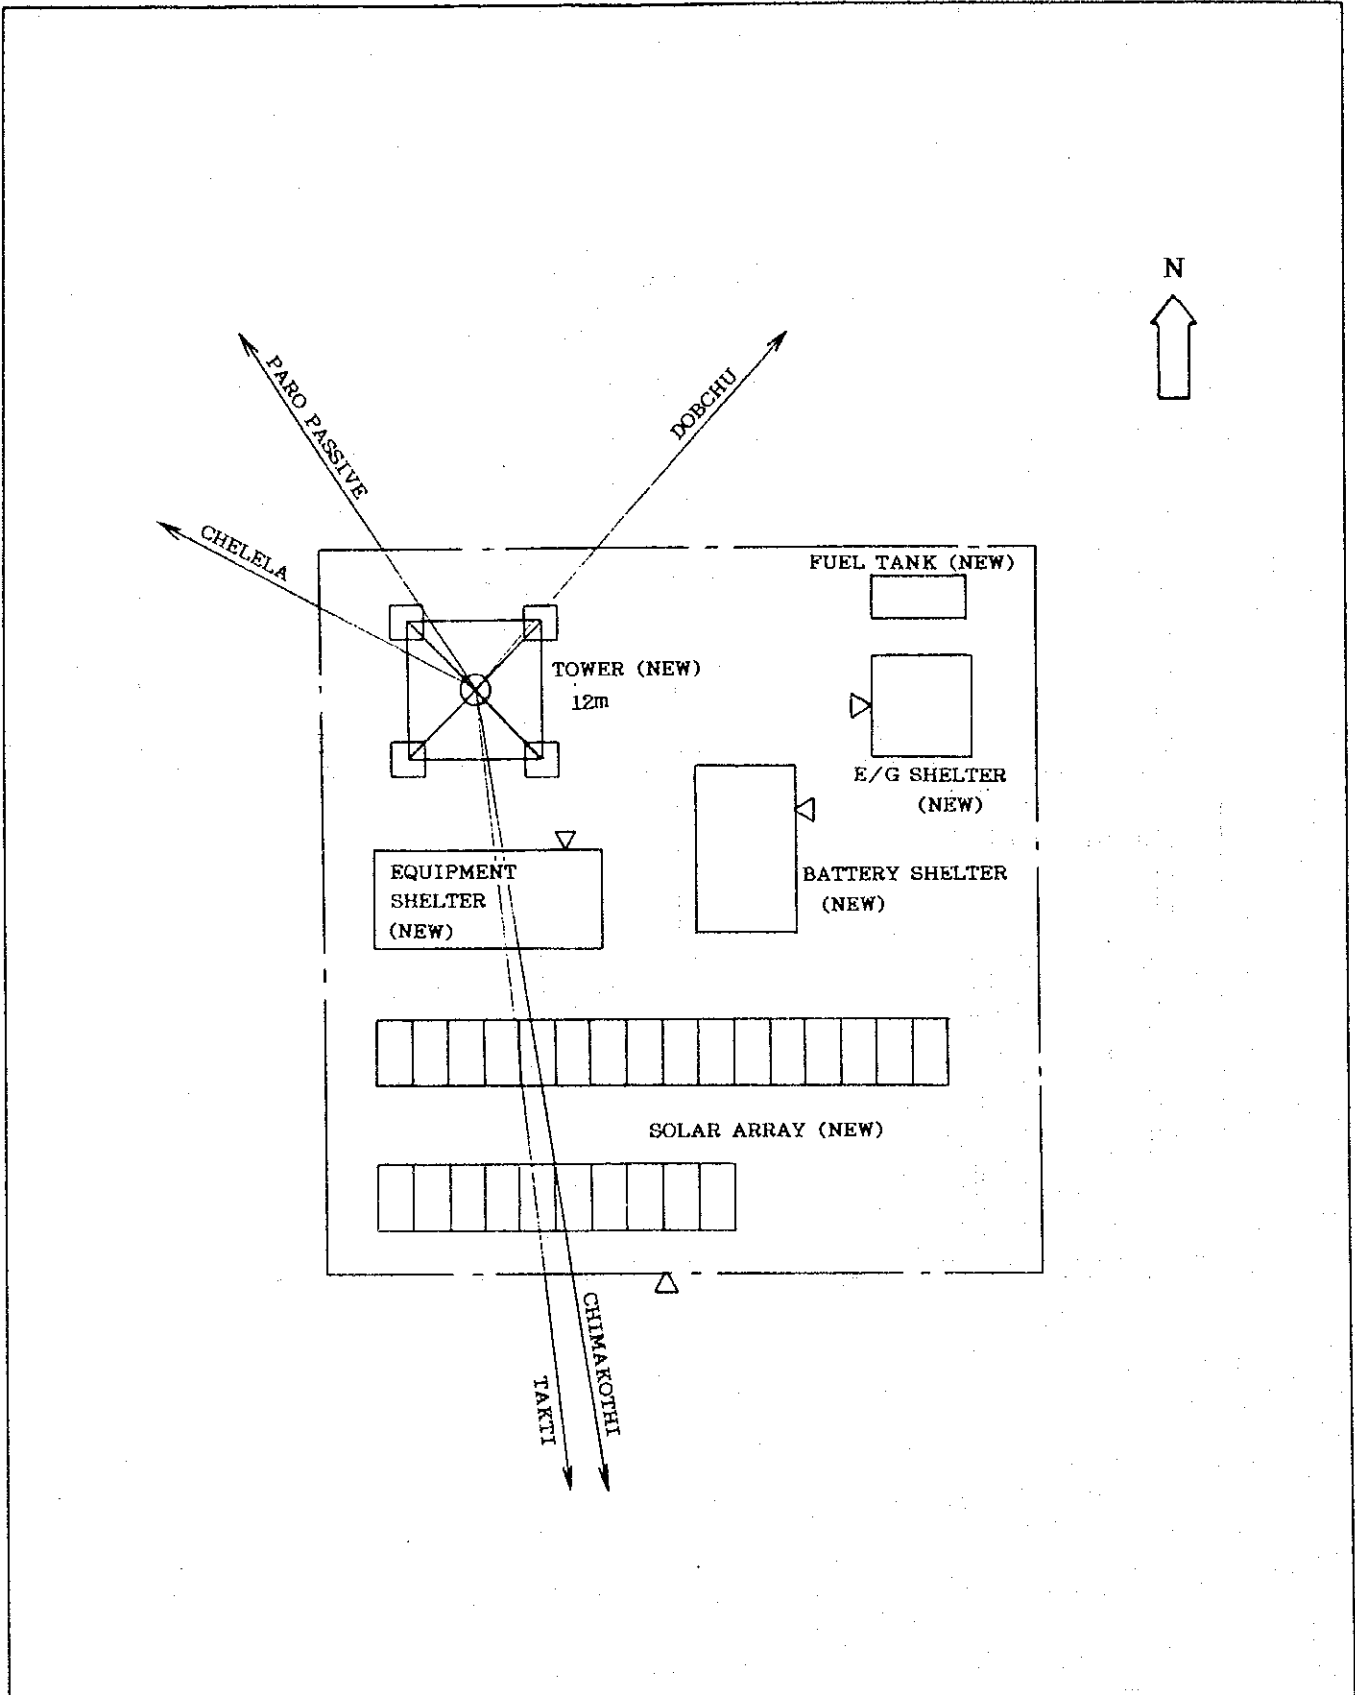 N
PARO PASSIVE
DOBCHU
CHELELA
FUEL TANK (NEW)
TOWER (NEW)
12m
E/G SHELTER
(NEW)
EQUIPMENT
SHELTER
(NEW)
BATTERY SHELTER
(NEW)
SOLAR ARRAY (NEW)
CHIMAKOTHI
TAKTI